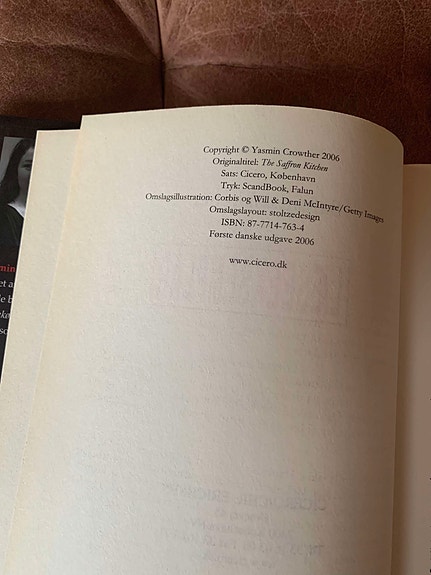 Copyright © Yasmin Crowther 2006
Originaltitel: The Saffron Kitchen
Sats: Cicero, København
Tryk: ScandBook, Falun
Omslagsillustration: Corbis og Will & Deni McIntyre/Getty Images
Omslagslayout: stoltzedesign
ISBN: 87-7714-763-4
Første danske udgave 2006
www.cicero.dk